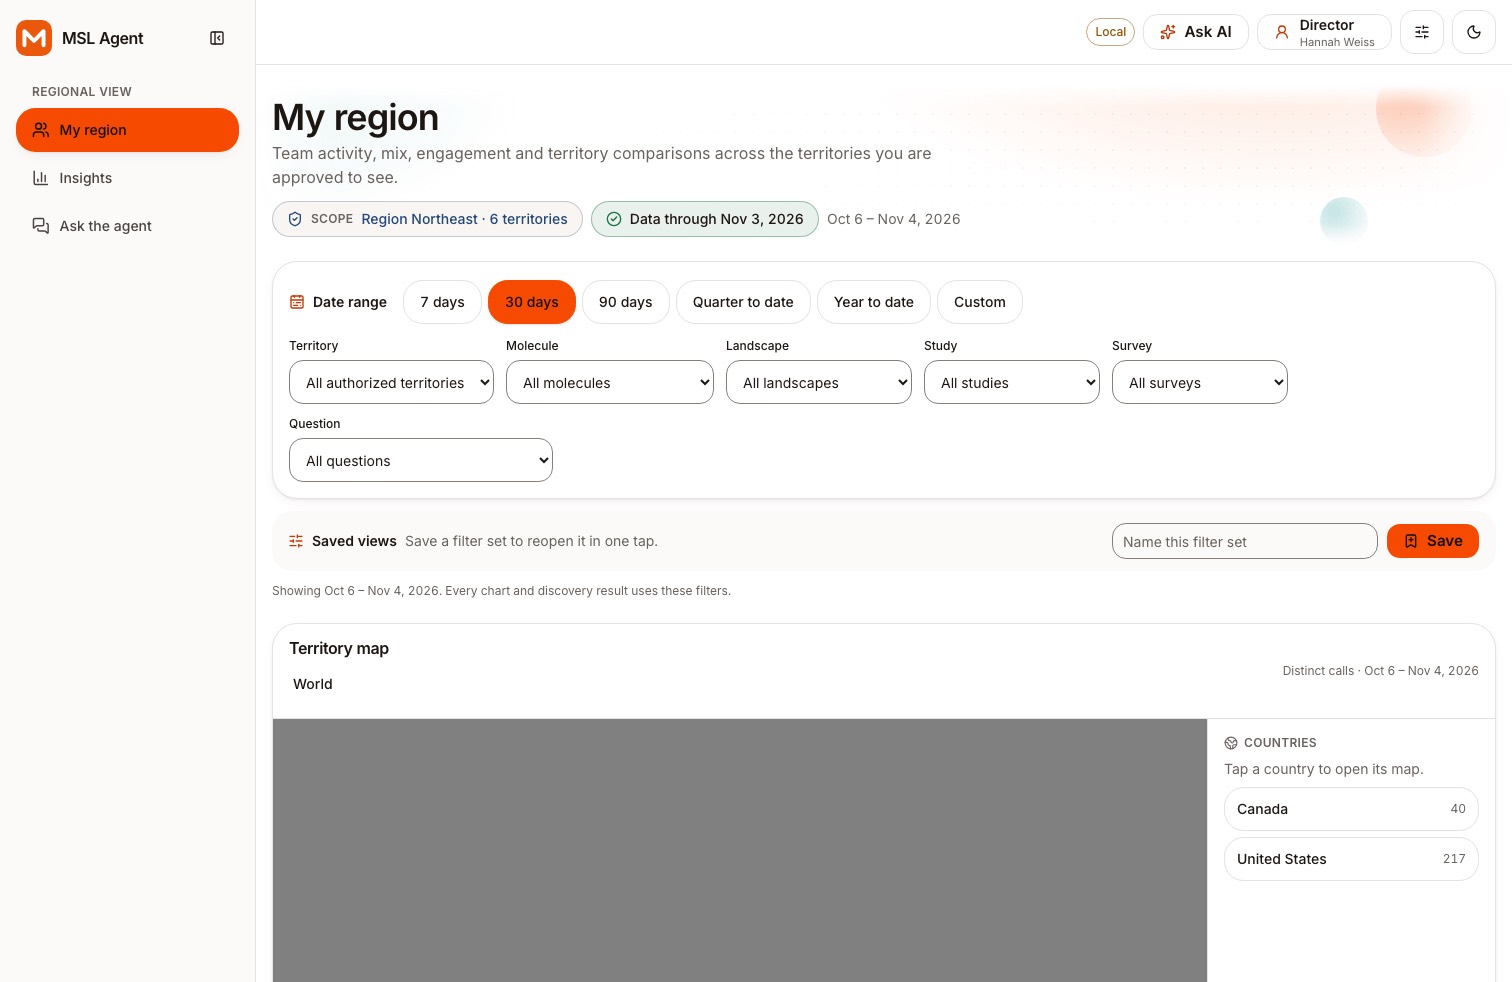 MSL Agent
Local
Ask AI
Director
Hannah Weiss
REGIONAL VIEW
My region
Insights
Ask the agent
My region
Team activity, mix, engagement and territory comparisons across the territories you are
approved to see.
SCOPE Region Northeast · 6 territories
Data through Nov 3, 2026
Oct 6 – Nov 4, 2026
Date range
7 days
30 days
90 days
Quarter to date
Year to date
Custom
Territory
Molecule
Landscape
Study
Survey
All authorized territories
All molecules
All landscapes
All studies
All surveys
Question
All questions
Saved views
Save a filter set to reopen it in one tap.
Name this filter set
Save
Showing Oct 6 – Nov 4, 2026. Every chart and discovery result uses these filters.
Territory map
World
Distinct calls · Oct 6 – Nov 4, 2026
COUNTRIES
Tap a country to open its map.
Canada 40
United States 217